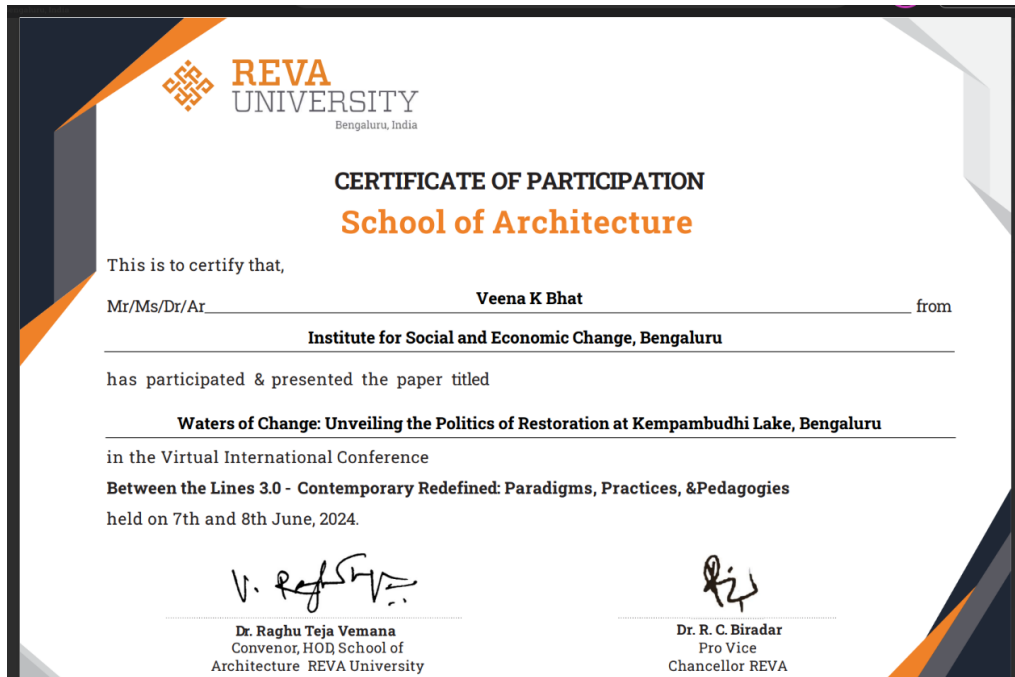 REVA
UNIVERSITY
Bengaluru, India
CERTIFICATE OF PARTICIPATION
School of Architecture
This is to certify that,
Mr/Ms/Dr/Ar Veena K Bhat from
Institute for Social and Economic Change, Bengaluru
has participated & presented the paper titled
Waters of Change: Unveiling the Politics of Restoration at Kempambudhi Lake, Bengaluru
in the Virtual International Conference
Between the Lines 3.0 - Contemporary Redefined: Paradigms, Practices, &Pedagogies
held on 7th and 8th June, 2024.
Dr. Raghu Teja Vemana
Convenor, HOD, School of
Architecture REVA University
Dr. R. C. Biradar
Pro Vice
Chancellor REVA